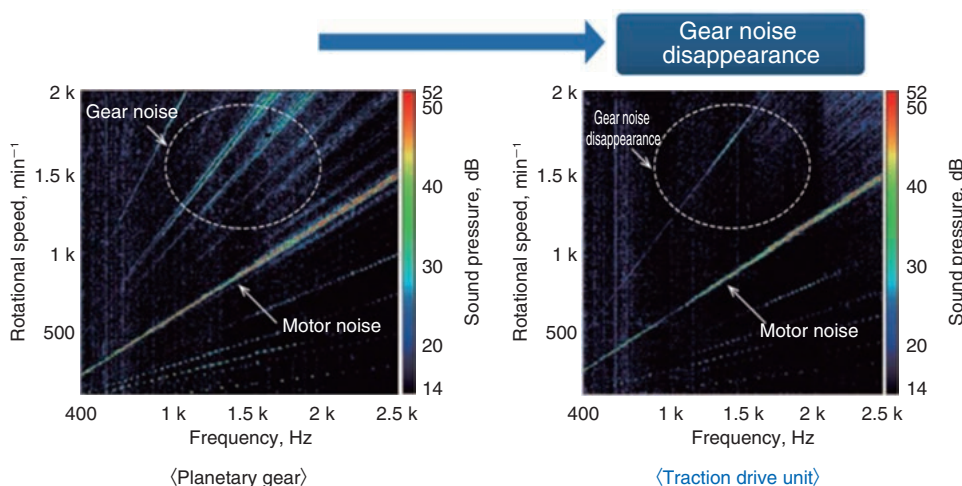 Gear noise
disappearance
2 k
1.5 k
1 k
500
Rotational speed, min⁻¹
Gear noise
Motor noise
400
1 k
1.5 k
2 k
2.5 k
Frequency, Hz
52
50
40
30
20
14
Sound pressure, dB
〈Planetary gear〉
2 k
1.5 k
1 k
500
Rotational speed, min⁻¹
Gear noise
disappearance
Motor noise
400
1 k
1.5 k
2 k
2.5 k
Frequency, Hz
52
50
40
30
20
14
Sound pressure, dB
〈Traction drive unit〉